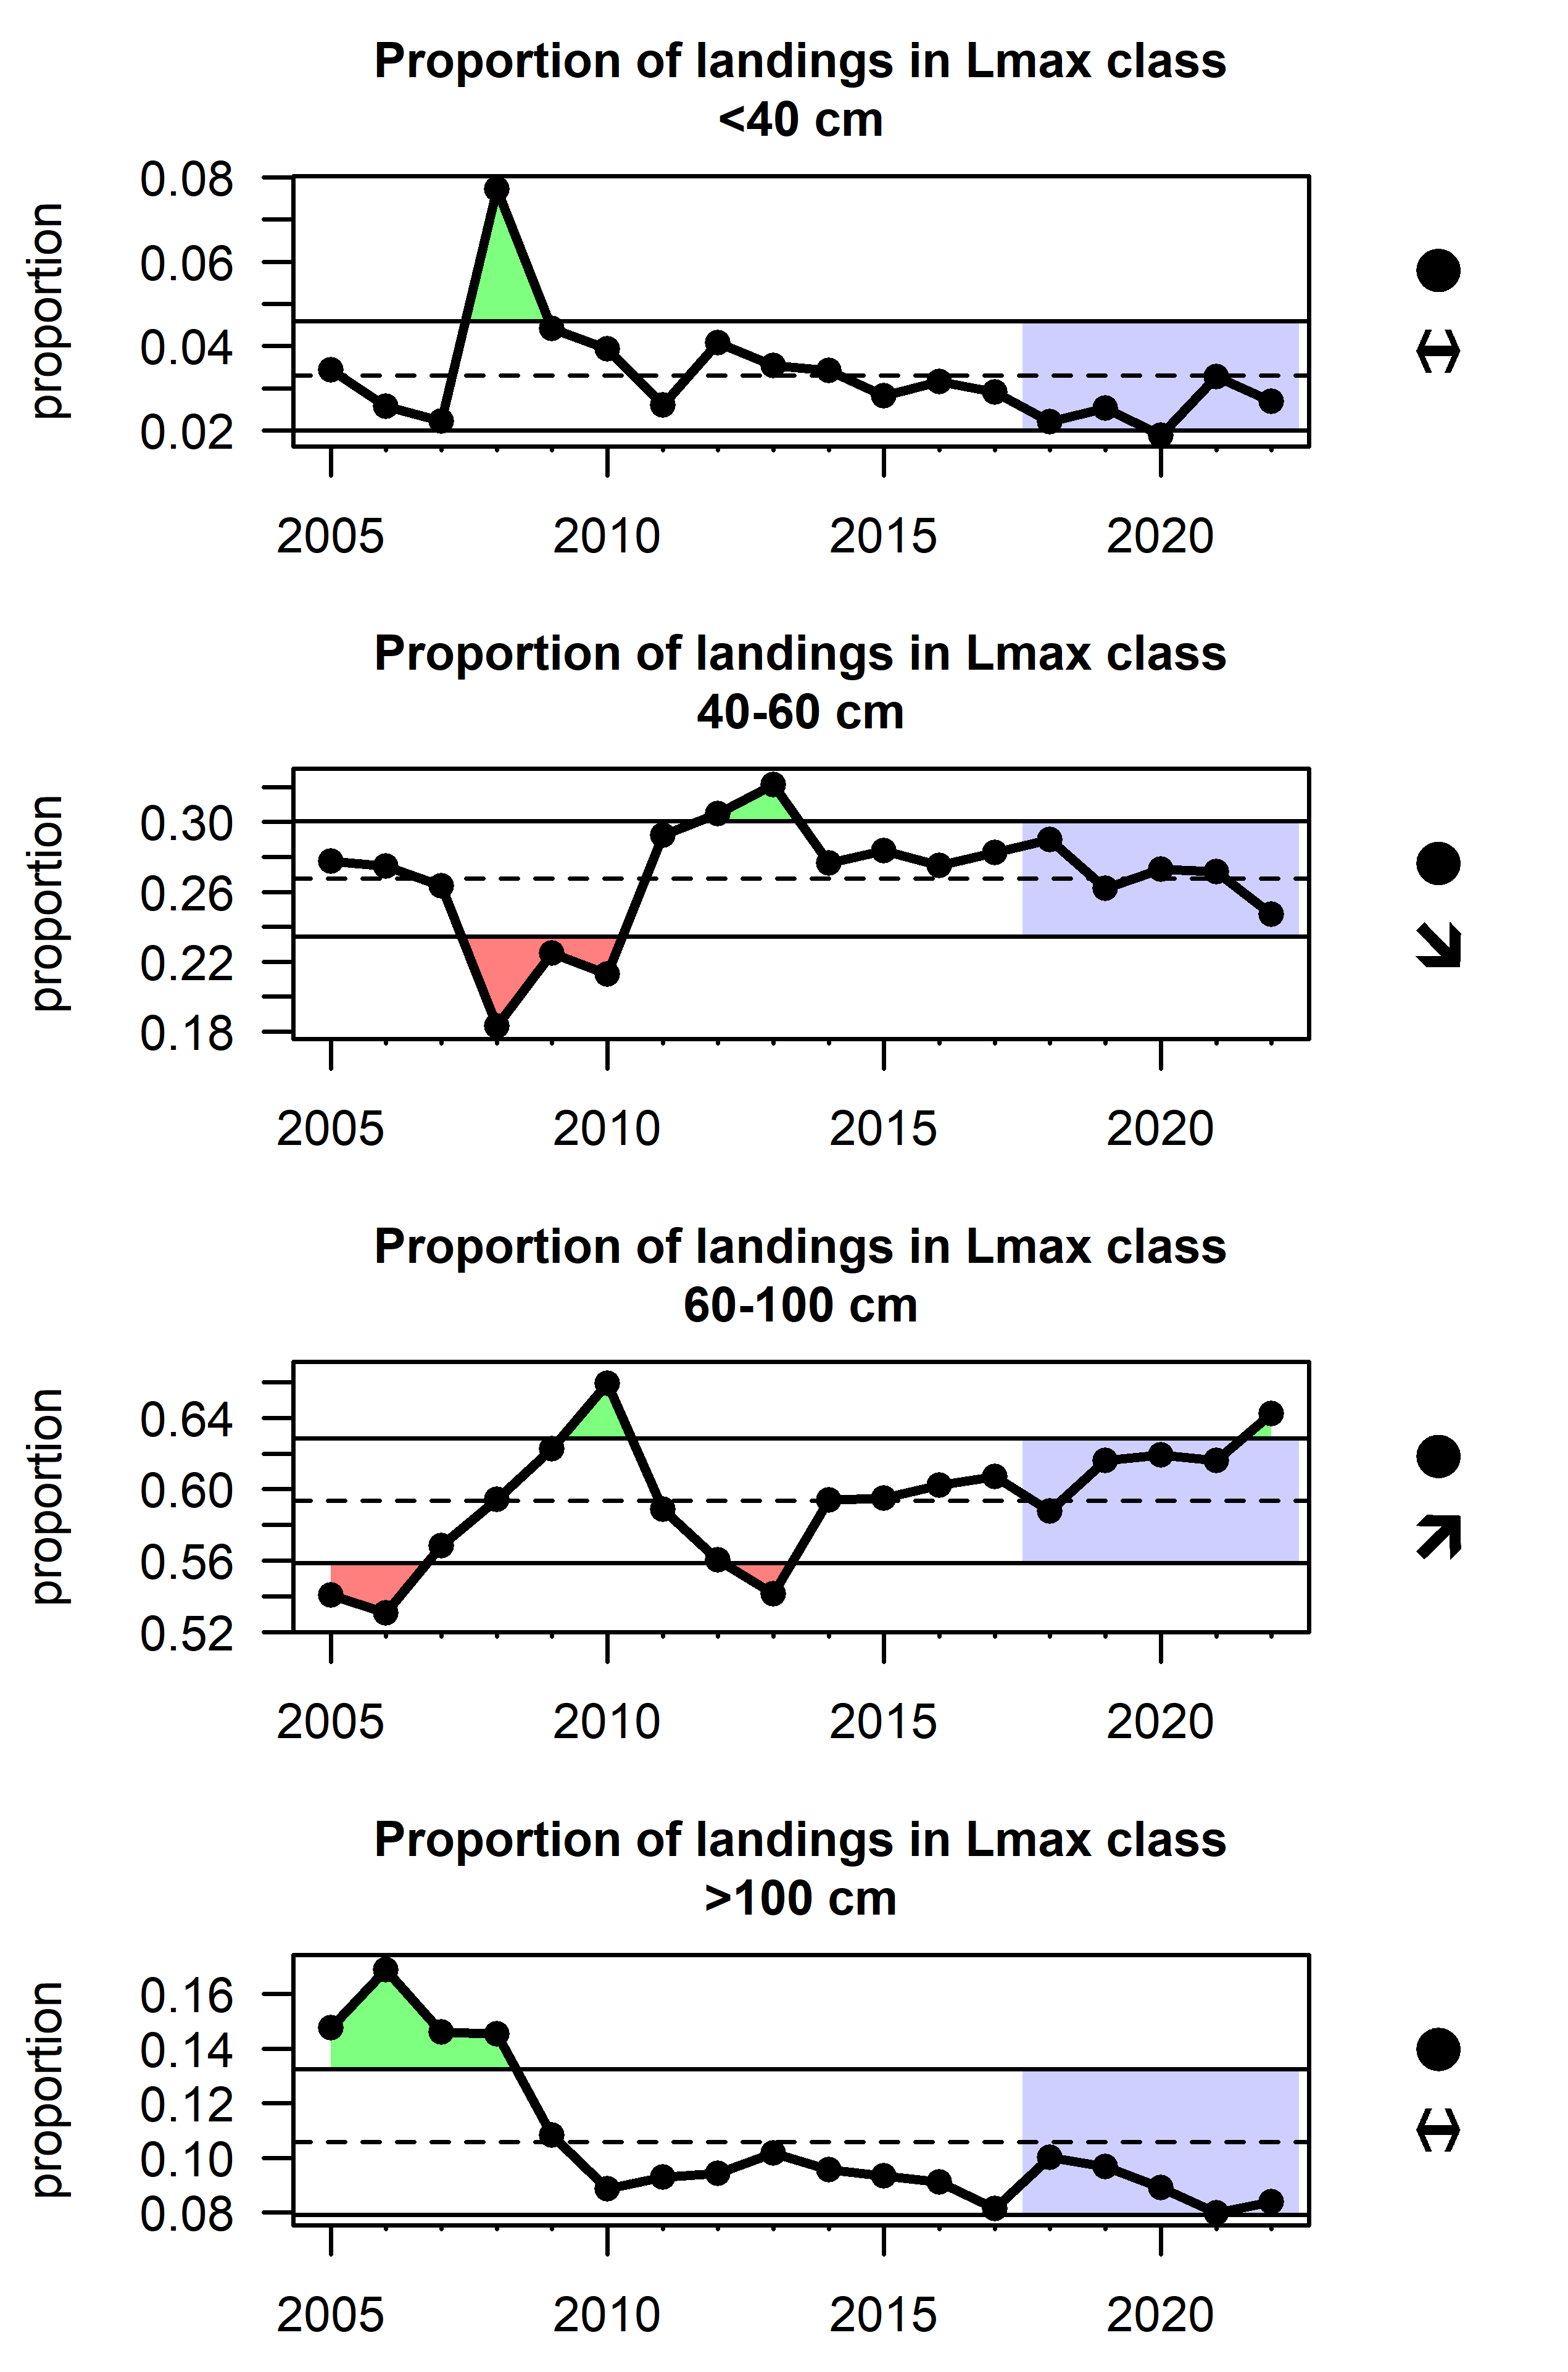 Proportion of landings in Lmax class
<40 cm
proportion
0.08
0.06
0.04
0.02
2005 2010 2015 2020
Proportion of landings in Lmax class
40-60 cm
proportion
0.30
0.26
0.22
0.18
2005 2010 2015 2020
Proportion of landings in Lmax class
60-100 cm
proportion
0.64
0.60
0.56
0.52
2005 2010 2015 2020
Proportion of landings in Lmax class
>100 cm
proportion
0.16
0.14
0.12
0.10
0.08
2005 2010 2015 2020